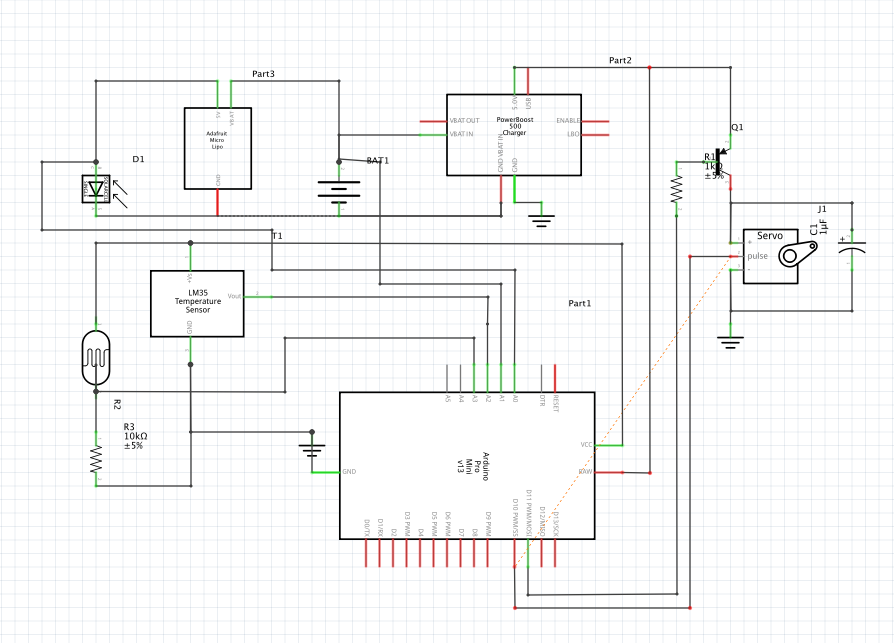 Part3
Part2
5V
VBAT
Adafruit
Micro
Lipo
GND
D1
BAT1
5.0V
USB
VBAT OUT
VBAT IN
PowerBoost
500
Charger
ENABLE
LBO
GND VBAT IN
GND
Q1
R1
1kΩ
±5%
J1
C1
1µF
Servo
+
pulse
-
T1
+Vs
LM35
Temperature
Sensor
Vout
GND
Part1
R2
R3
10kΩ
±5%
A5
A4
A3
A2
A1
A0
DTR
RESET
GND
Arduino
Pro
Mini
v13
VCC
RAW
D0/TX
D1/RX
D2
D3 PWM
D4
D5 PWM
D6 PWM
D7
D8
D9 PWM
D10 PWM/SS
D11 PWM/MOSI
D12/MISO
D13/SCK